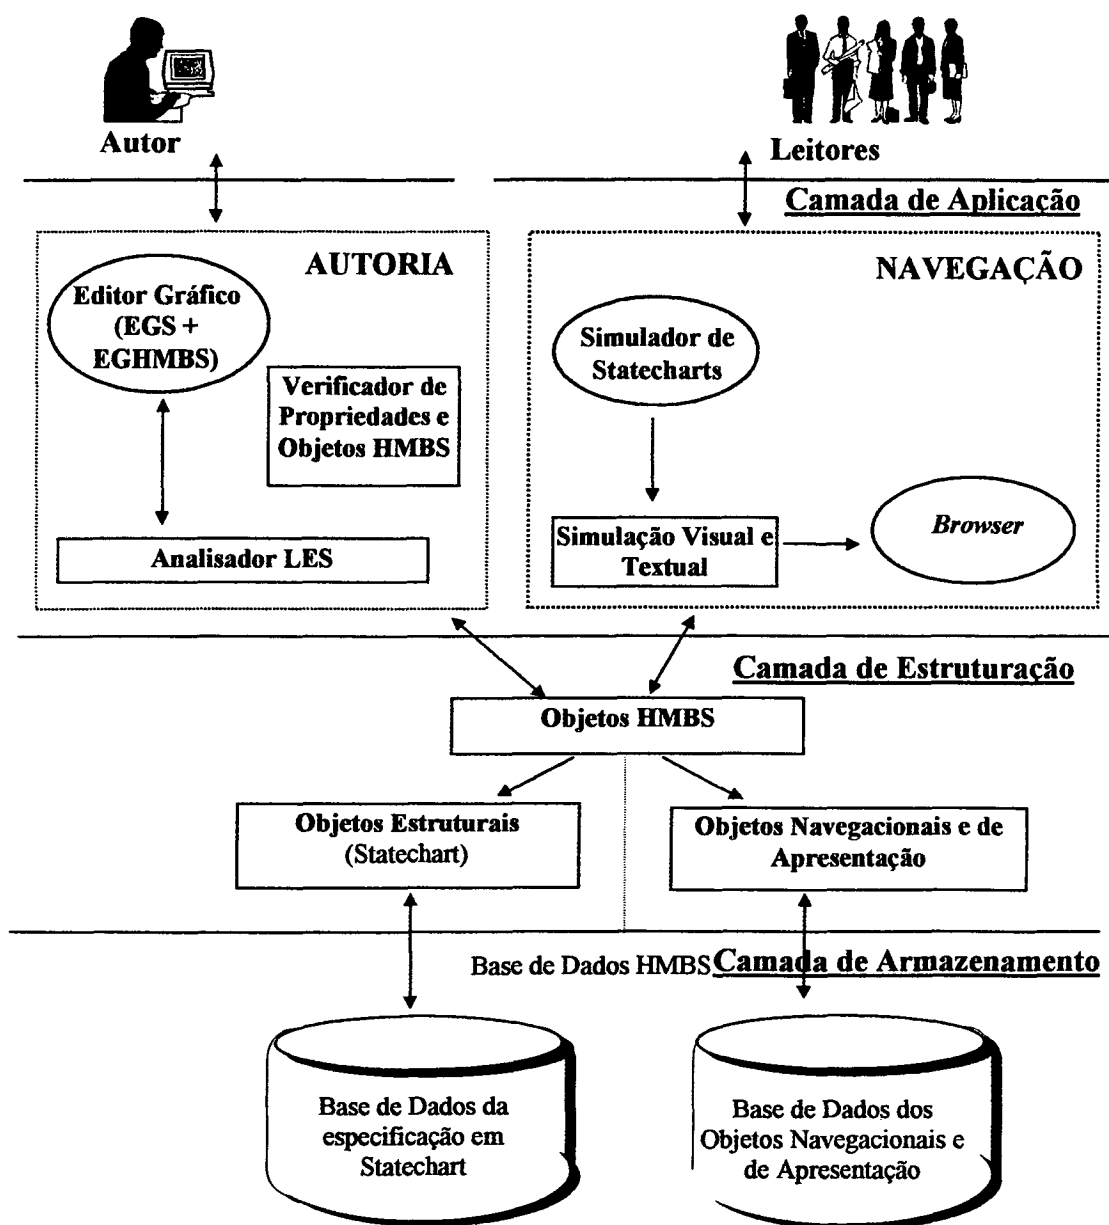 Autor
Leitores
Camada de Aplicação
AUTORIA
Editor Gráfico
(EGS +
EGHMBS)
Verificador de
Propriedades e
Objetos HMBS
Analisador LES
NAVEGAÇÃO
Simulador de
Statecharts
Simulação Visual e
Textual
Browser
Camada de Estruturação
Objetos HMBS
Objetos Estruturais
(Statechart)
Objetos Navegacionais e de
Apresentação
Base de Dados HMBS Camada de Armazenamento
Base de Dados da
especificação em
Statechart
Base de Dados dos
Objetos Navegacionais e
de Apresentação